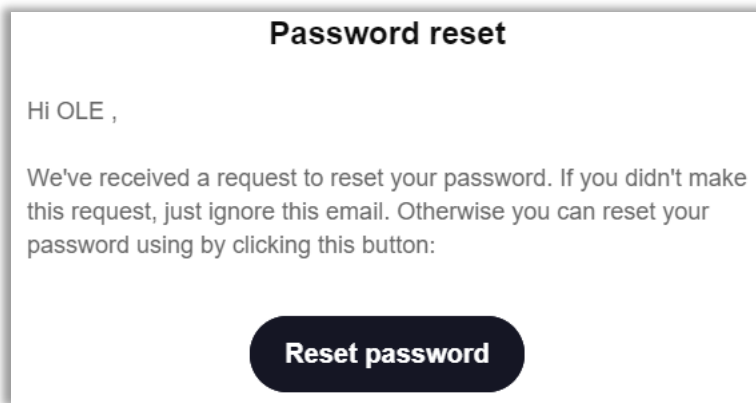 Password reset
Hi OLE ,
We've received a request to reset your password. If you didn't make
this request, just ignore this email. Otherwise you can reset your
password using by clicking this button:
Reset password